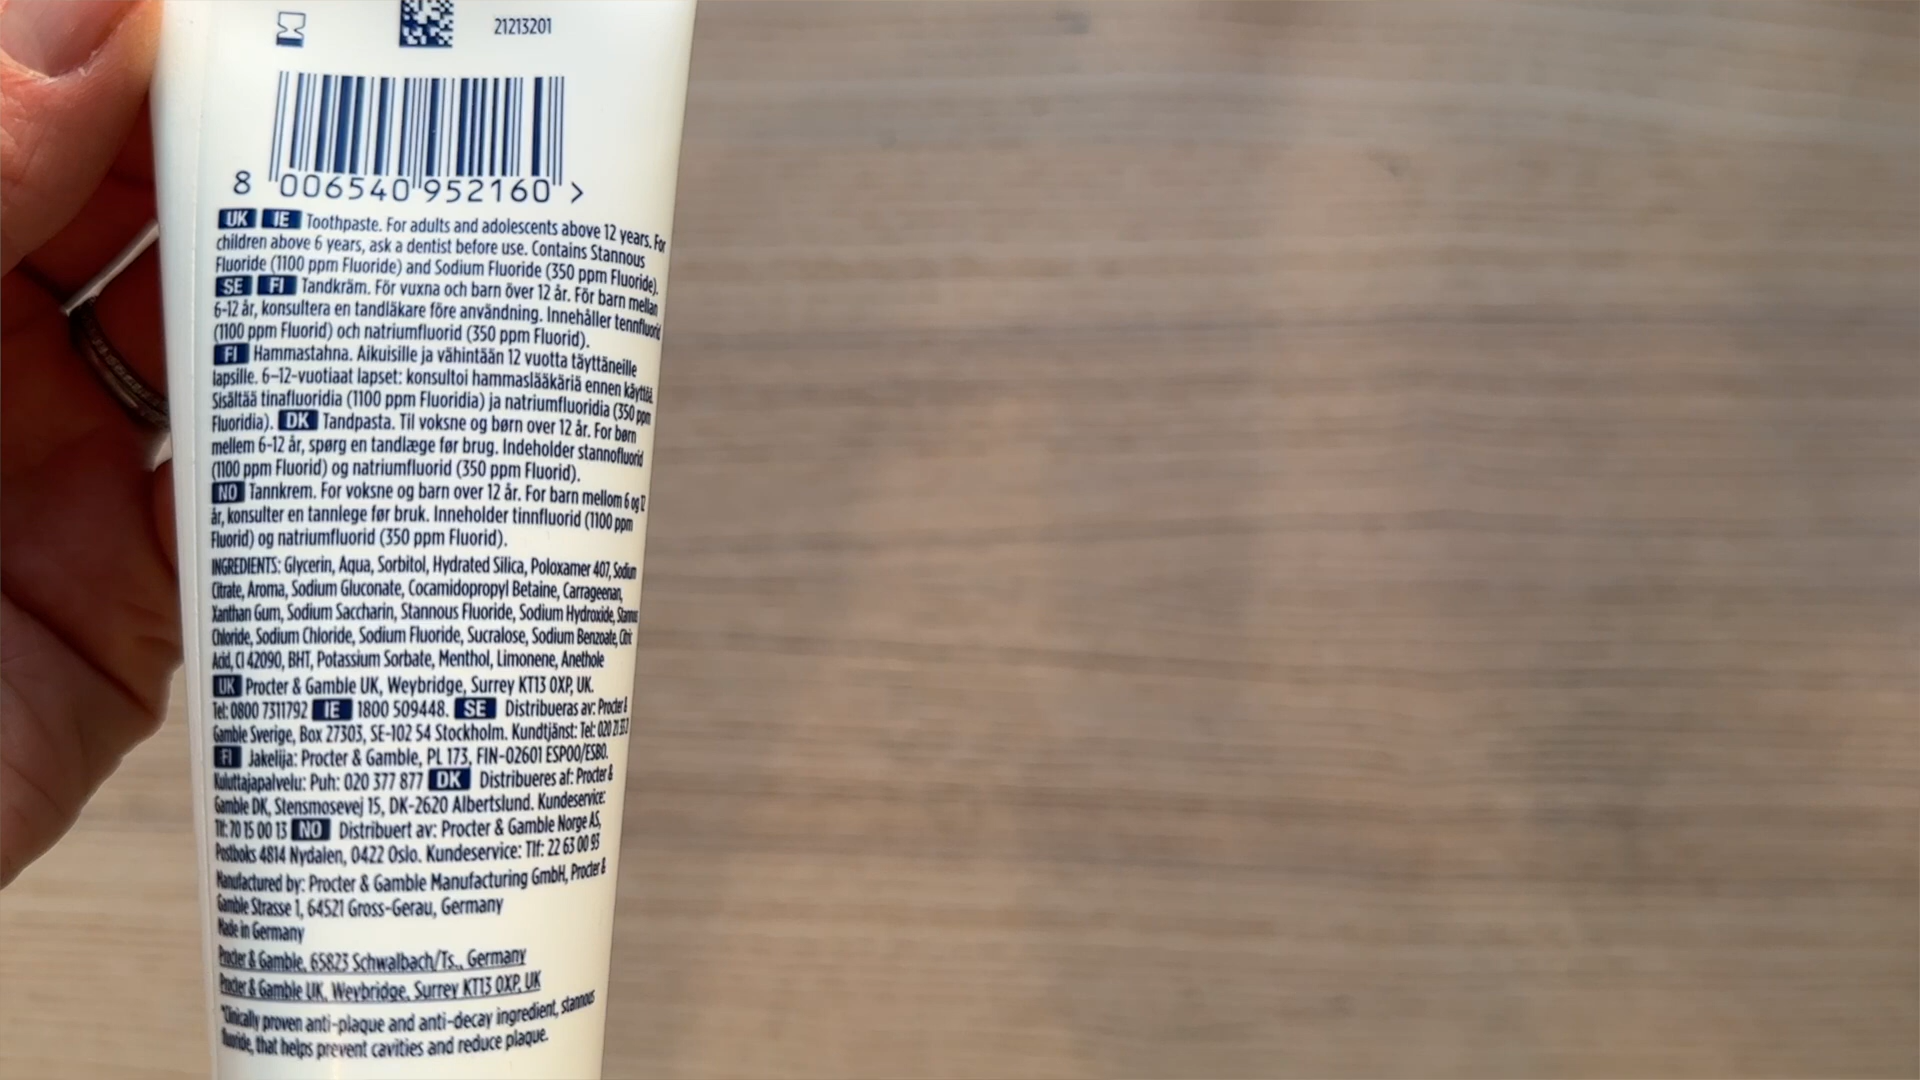 21213201
8 006540 952160 >
UK IE Toothpaste. For adults and adolescents above 12 years. For
children above 6 years, ask a dentist before use. Contains Stannous
Fluoride (1100 ppm Fluoride) and Sodium Fluoride (350 ppm Fluoride).
SE FI Tandkräm. För vuxna och barn över 12 år. För barn mellan
6-12 år, konsultera en tandläkare före användning. Innehåller tennfluorid
(1100 ppm Fluorid) och natriumfluorid (350 ppm Fluorid).
FI Hammastahna. Aikuisille ja vähintään 12 vuotta täyttäneille
lapsille. 6–12-vuotiaat lapset: konsultoi hammaslääkäriä ennen käyttöä.
Sisältää tinafluoridia (1100 ppm Fluoridia) ja natriumfluoridia (350 ppm
Fluoridia). DK Tandpasta. Til voksne og børn over 12 år. For børn
mellem 6-12 år, spørg en tandlæge før brug. Indeholder stannofluorid
(1100 ppm Fluorid) og natriumfluorid (350 ppm Fluorid).
NO Tannkrem. For voksne og barn over 12 år. For barn mellom 6 og 12
år, konsulter en tannlege før bruk. Inneholder tinnfluorid (1100 ppm
Fluorid) og natriumfluorid (350 ppm Fluorid).
INGREDIENTS: Glycerin, Aqua, Sorbitol, Hydrated Silica, Poloxamer 407, Sodium
Citrate, Aroma, Sodium Gluconate, Cocamidopropyl Betaine, Carrageenan,
Xanthan Gum, Sodium Saccharin, Stannous Fluoride, Sodium Hydroxide, Stannous
Chloride, Sodium Chloride, Sodium Fluoride, Sucralose, Sodium Benzoate, Citric
Acid, CI 42090, BHT, Potassium Sorbate, Menthol, Limonene, Anethole
UK Procter & Gamble UK, Weybridge, Surrey KT13 0XP, UK.
Tel: 0800 7311792 IE 1800 509448. SE Distribueras av: Procter &
Gamble Sverige, Box 27303, SE-102 54 Stockholm. Kundtjänst: Tel: 020
FI Jakelija: Procter & Gamble, PL 173, FIN-02601 ESPOO/ESBO.
Kuluttajapalvelu: Puh: 020 377 877 DK Distribueres af: Procter &
Gamble DK, Stensmosevej 15, DK-2620 Albertslund. Kundeservice:
Tlf: 70 15 00 13 NO Distribuert av: Procter & Gamble Norge AS,
Postboks 4814 Nydalen, 0422 Oslo. Kundeservice: Tlf: 22 63 00 93
Manufactured by: Procter & Gamble Manufacturing GmbH, Procter &
Gamble Strasse 1, 64521 Gross-Gerau, Germany
Made in Germany
Procter & Gamble, 65823 Schwalbach/Ts., Germany
Procter & Gamble UK, Weybridge, Surrey KT13 0XP, UK
*Clinically proven anti-plaque and anti-decay ingredient, stannous
fluoride, that helps prevent cavities and reduce plaque.